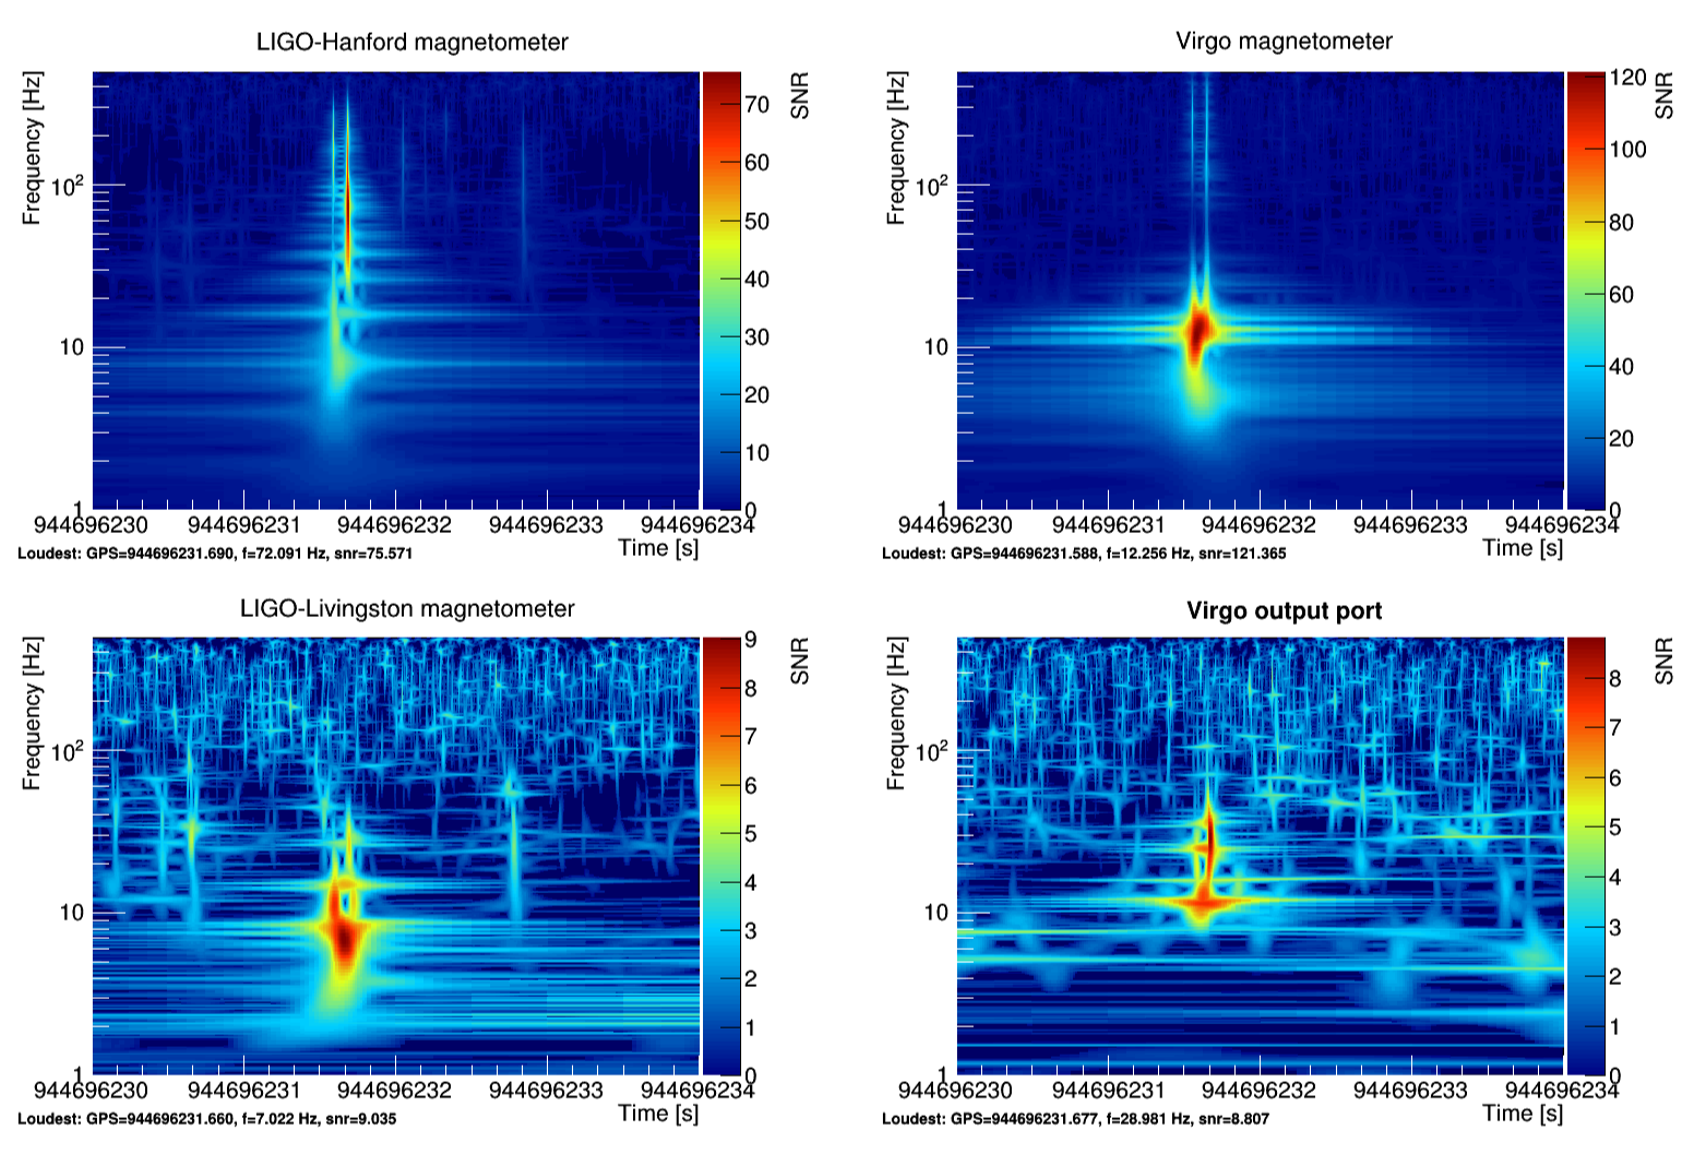 LIGO-Hanford magnetometer
Frequency [Hz]
10²
10
1
944696230 944696231 944696232 944696233 944696234
Time [s]
Loudest: GPS=944696231.690, f=72.091 Hz, snr=75.571
SNR
70
60
50
40
30
20
10
0
Virgo magnetometer
Frequency [Hz]
10²
10
1
944696230 944696231 944696232 944696233 944696234
Time [s]
Loudest: GPS=944696231.588, f=12.256 Hz, snr=121.365
SNR
120
100
80
60
40
20
0
LIGO-Livingston magnetometer
Frequency [Hz]
10²
10
1
944696230 944696231 944696232 944696233 944696234
Time [s]
Loudest: GPS=944696231.660, f=7.022 Hz, snr=9.035
SNR
9
8
7
6
5
4
3
2
1
0
Virgo output port
Frequency [Hz]
10²
10
1
944696230 944696231 944696232 944696233 944696234
Time [s]
Loudest: GPS=944696231.677, f=28.981 Hz, snr=8.807
SNR
8
7
6
5
4
3
2
1
0